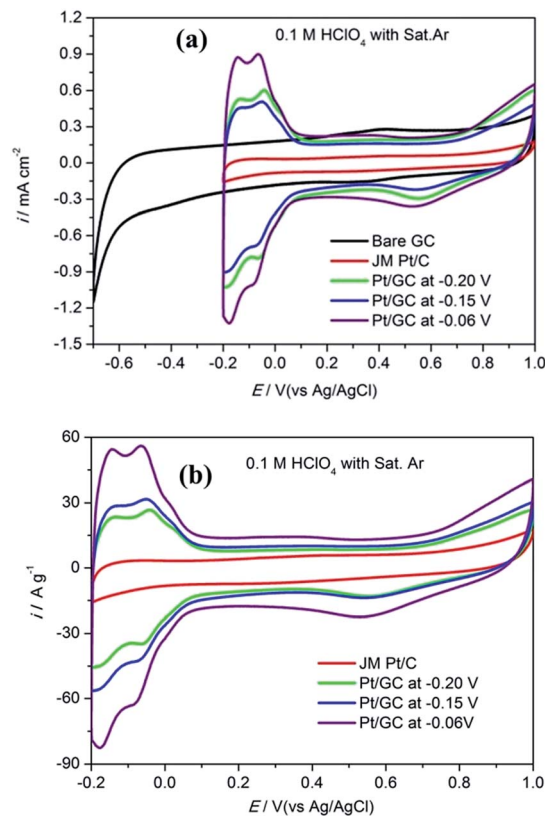 (a)
0.1 M HClO4 with Sat.Ar
1.2
0.9
0.6
0.3
0.0
-0.3
-0.6
-0.9
-1.2
-1.5
i / mA cm-2
Bare GC
JM Pt/C
Pt/GC at -0.20 V
Pt/GC at -0.15 V
Pt/GC at -0.06 V
-0.6 -0.4 -0.2 0.0 0.2 0.4 0.6 0.8 1.0
E / V(vs Ag/AgCl)
(b)
0.1 M HClO4 with Sat. Ar
60
30
0
-30
-60
-90
i / A g-1
JM Pt/C
Pt/GC at -0.20 V
Pt/GC at -0.15 V
Pt/GC at -0.06V
-0.2 0.0 0.2 0.4 0.6 0.8 1.0
E / V(vs Ag/AgCl)